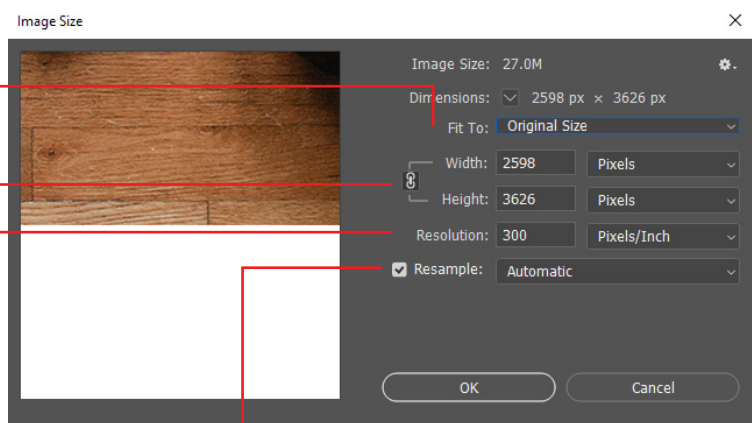 Image Size
Image Size: 27.0M
Dimensions: 2598 px × 3626 px
Fit To: Original Size
Width: 2598 Pixels
Height: 3626 Pixels
Resolution: 300 Pixels/Inch
Resample: Automatic
OK Cancel